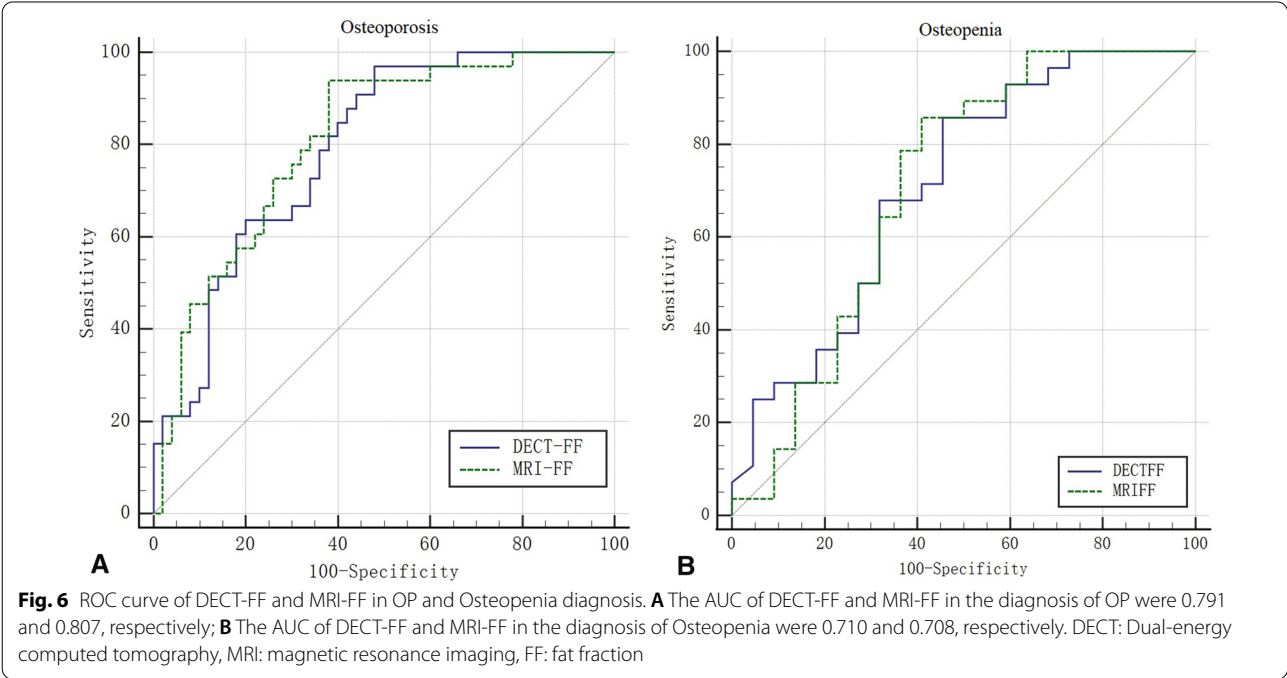 Osteoporosis
100
80
60
40
20
0
Sensitivity
DECT-FF
MRI-FF
0 20 40 60 80 100
100-Specificity
A
Osteopenia
100
80
60
40
20
0
Sensitivity
DECTFF
MRIFF
0 20 40 60 80 100
100-Specificity
B
Fig. 6 ROC curve of DECT-FF and MRI-FF in OP and Osteopenia diagnosis. A The AUC of DECT-FF and MRI-FF in the diagnosis of OP were 0.791
and 0.807, respectively; B The AUC of DECT-FF and MRI-FF in the diagnosis of Osteopenia were 0.710 and 0.708, respectively. DECT: Dual-energy
computed tomography, MRI: magnetic resonance imaging, FF: fat fraction